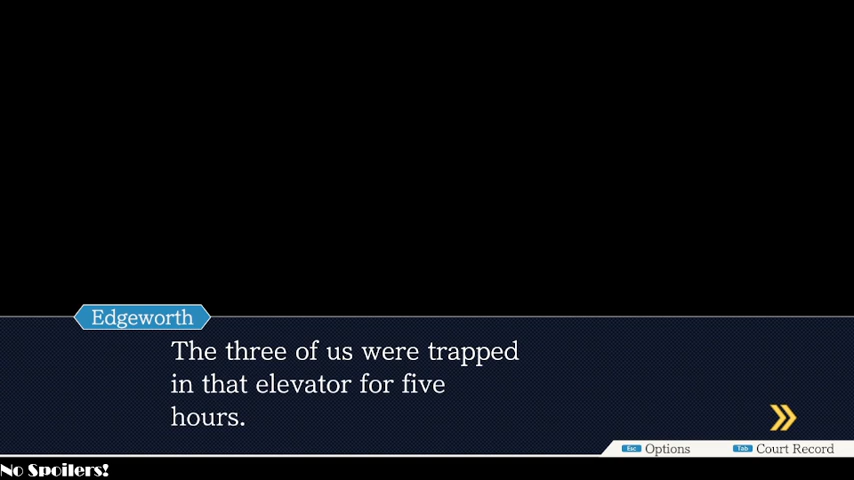 Edgeworth
The three of us were trapped
in that elevator for five
hours.
Esc Options Tab Court Record
No Spoilers!